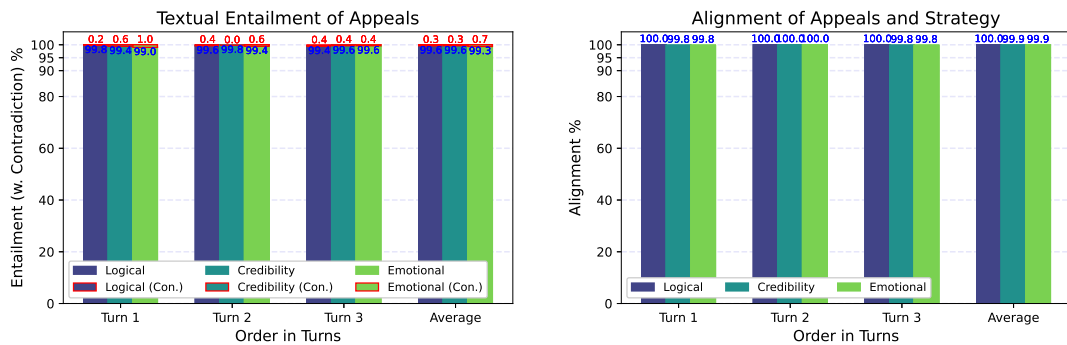 Textual Entailment of Appeals
Entailment (w. Contradiction) %
100
95
90
80
60
40
20
0
0.2 0.6 1.0
99.8 99.4 99.0
0.4 0.0 0.6
99.6 99.8 99.4
0.4 0.4 0.4
99.4 99.6 99.6
0.3 0.3 0.7
99.6 99.6 99.3
Logical Credibility Emotional
Logical (Con.) Credibility (Con.) Emotional (Con.)
Turn 1 Turn 2 Turn 3 Average
Order in Turns
Alignment of Appeals and Strategy
Alignment %
100
95
90
80
60
40
20
0
100.0 99.8 99.8
100.0 100.0 100.0
100.0 99.8 99.8
100.0 99.9 99.9
Logical Credibility Emotional
Turn 1 Turn 2 Turn 3 Average
Order in Turns